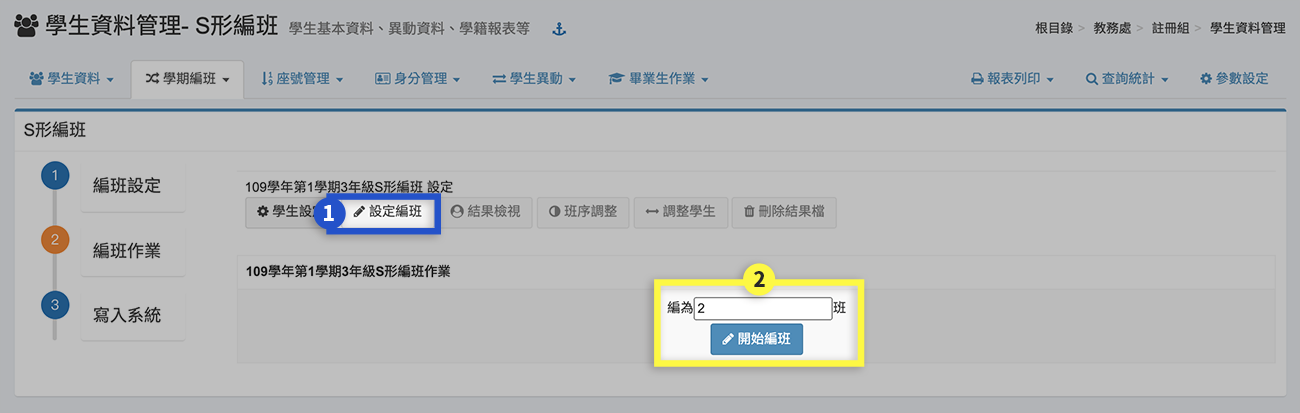 學生資料管理- S形編班 學生基本資料、異動資料、學籍報表等
根目錄 > 教務處 > 註冊組 > 學生資料管理
學生資料 學期編班 座號管理 身分管理 學生異動 畢業生作業 報表列印 查詢統計 參數設定
S形編班
1 編班設定
2 編班作業
3 寫入系統
109學年第1學期3年級S形編班 設定
學生設 1 設定編班 結果檢視 班序調整 調整學生 刪除結果檔
109學年第1學期3年級S形編班作業
2
編為 2 班
開始編班